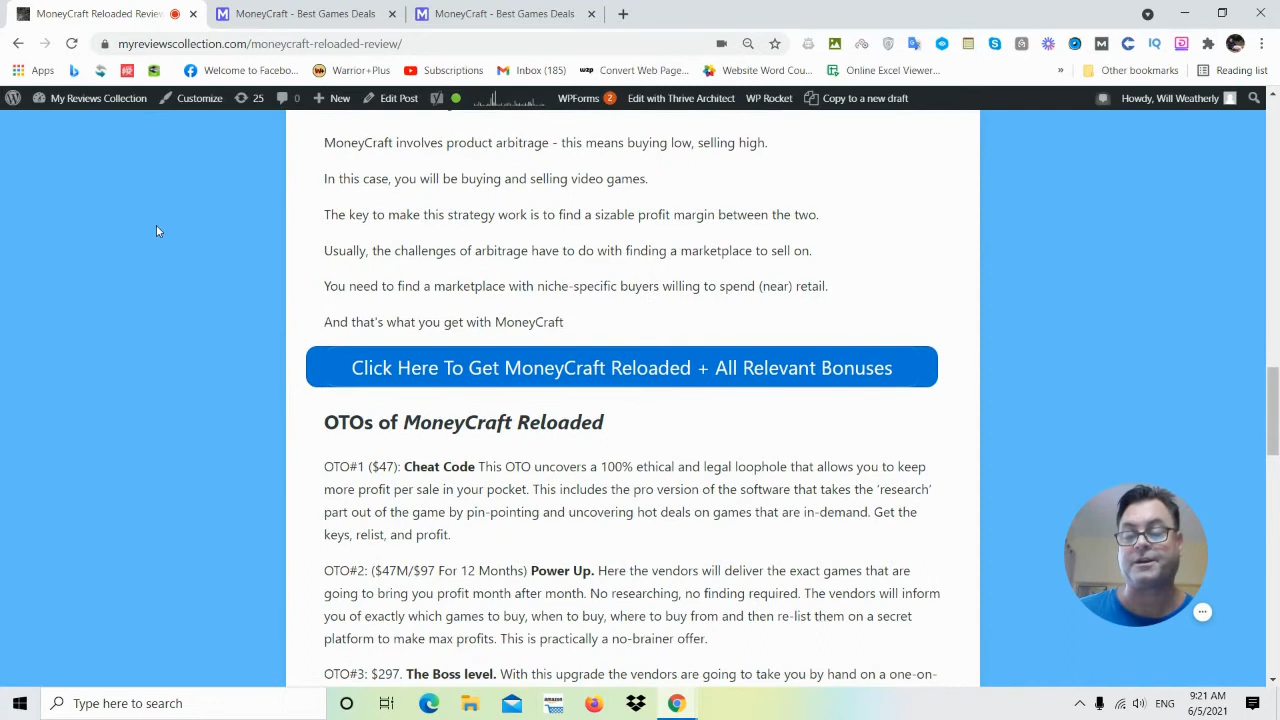 MoneyCraft Reloaded Review
MoneyCraft - Best Games Deals
MoneyCraft - Best Games Deals
myreviewscollection.com/moneycraft-reloaded-review/
Apps
Welcome to Facebo...
Warrior+Plus
Subscriptions
Inbox (185)
wzp Convert Web Page...
Website Word Cou...
Online Excel Viewer...
»
Other bookmarks
Reading list
My Reviews Collection
Customize
25
0
New
Edit Post
WPForms 2
Edit with Thrive Architect
WP Rocket
Copy to a new draft
Howdy, Will Weatherly
MoneyCraft involves product arbitrage - this means buying low, selling high.
In this case, you will be buying and selling video games.
The key to make this strategy work is to find a sizable profit margin between the two.
Usually, the challenges of arbitrage have to do with finding a marketplace to sell on.
You need to find a marketplace with niche-specific buyers willing to spend (near) retail.
And that's what you get with MoneyCraft
Click Here To Get MoneyCraft Reloaded + All Relevant Bonuses
OTOs of MoneyCraft Reloaded
OTO#1 ($47): Cheat Code This OTO uncovers a 100% ethical and legal loophole that allows you to keep
more profit per sale in your pocket. This includes the pro version of the software that takes the 'research'
part out of the game by pin-pointing and uncovering hot deals on games that are in-demand. Get the
keys, relist, and profit.
OTO#2: ($47M/$97 For 12 Months) Power Up. Here the vendors will deliver the exact games that are
going to bring you profit month after month. No researching, no finding required. The vendors will inform
you of exactly which games to buy, when to buy, where to buy from and then re-list them on a secret
platform to make max profits. This is practically a no-brainer offer.
OTO#3: $297. The Boss level. With this upgrade the vendors are going to take you by hand on a one-on-
Type here to search
amazon
ENG
9:21 AM
6/5/2021